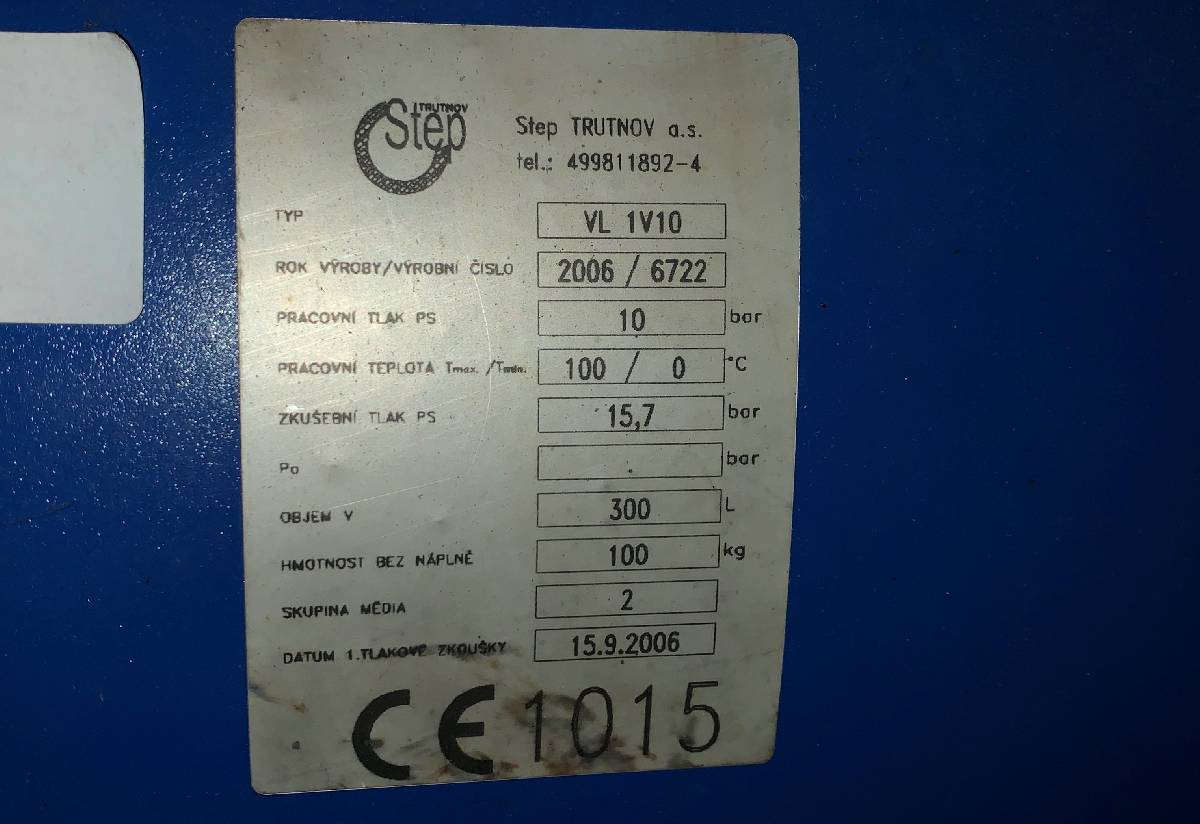 Step TRUTNOV
Step TRUTNOV a.s.
tel.: 499811892-4
TYP VL 1V10
ROK VÝROBY/VÝROBNÍ ČÍSLO 2006 / 6722
PRACOVNÍ TLAK PS 10 bar
PRACOVNÍ TEPLOTA Tmax. /Tmin. 100 / 0 °C
ZKUŠEBNÍ TLAK PS 15,7 bar
Po bar
OBJEM V 300 L
HMOTNOST BEZ NÁPLNĚ 100 kg
SKUPINA MÉDIA 2
DATUM 1.TLAKOVÉ ZKOUŠKY 15.9.2006
CE 1015